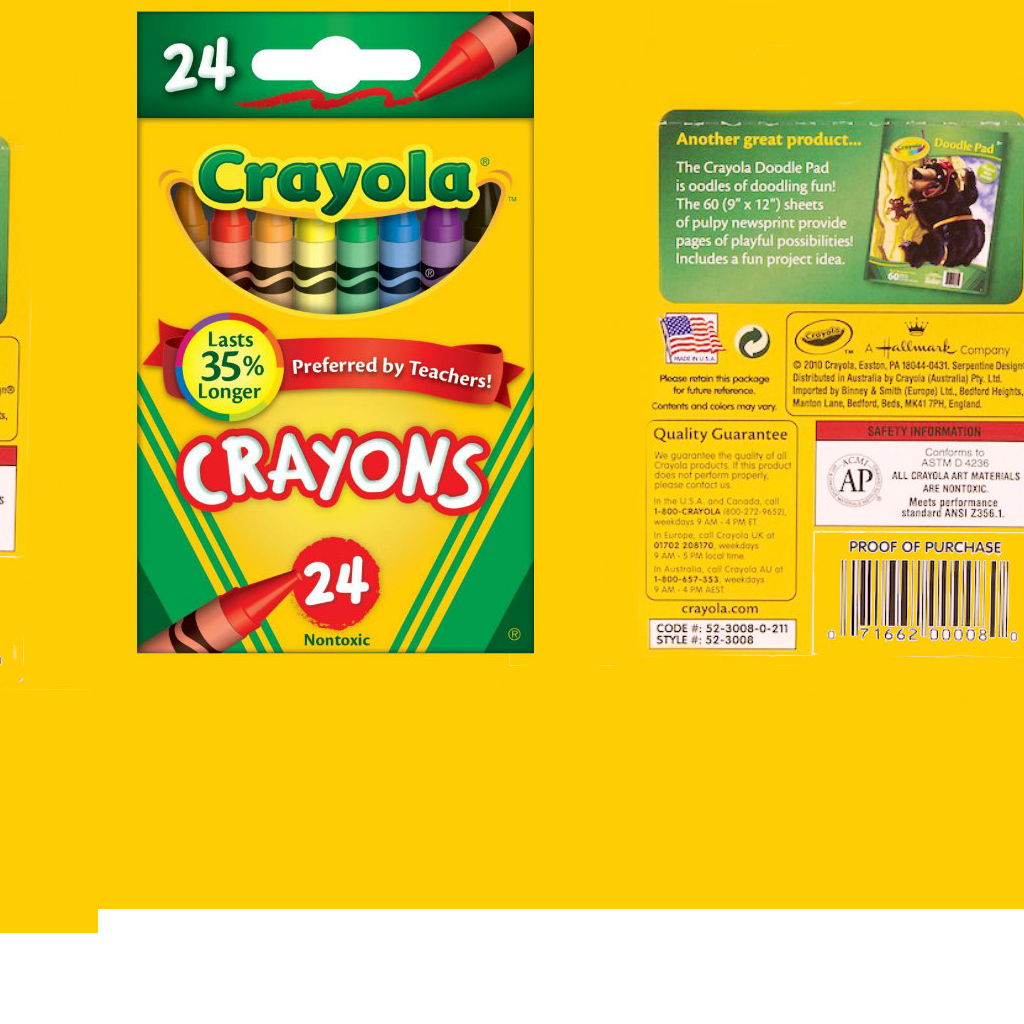 24
Crayola®
™
®
Lasts
35%
Longer
Preferred by Teachers!
CRAYONS
24
Nontoxic
®
Another great product...
The Crayola Doodle Pad
is oodles of doodling fun!
The 60 (9” x 12”) sheets
of pulpy newsprint provide
pages of playful possibilities!
Includes a fun project idea.
Crayola
Doodle Pad
60
MADE IN U.S.A.
Please retain this package
for future reference.
Contents and colors may vary.
Crayola™
A Hallmark Company
© 2010 Crayola, Easton, PA 18044-0431. Serpentine Design
Distributed in Australia by Crayola (Australia) Pty. Ltd.
Imported by Binney & Smith (Europe) Ltd., Bedford Heights,
Manton Lane, Bedford, Beds, MK41 7PH, England.
Quality Guarantee
We guarantee the quality of all
Crayola products. If this product
does not perform properly,
please contact us.
In the U.S.A. and Canada, call
1-800-CRAYOLA (800-272-9652),
weekdays 9 AM - 4 PM ET.
In Europe, call Crayola UK at
01702 208170, weekdays
9 AM - 5 PM local time.
In Australia, call Crayola AU at
1-800-657-353, weekdays
9 AM - 4 PM AEST.
crayola.com
CODE #: 52-3008-0-211
STYLE #: 52-3008
SAFETY INFORMATION
ACMI
AP
Conforms to
ASTM D 4236
ALL CRAYOLA ART MATERIALS
ARE NONTOXIC.
Meets performance
standard ANSI Z356.1.
PROOF OF PURCHASE
0 71662 00008 0
gn®
ts,
s